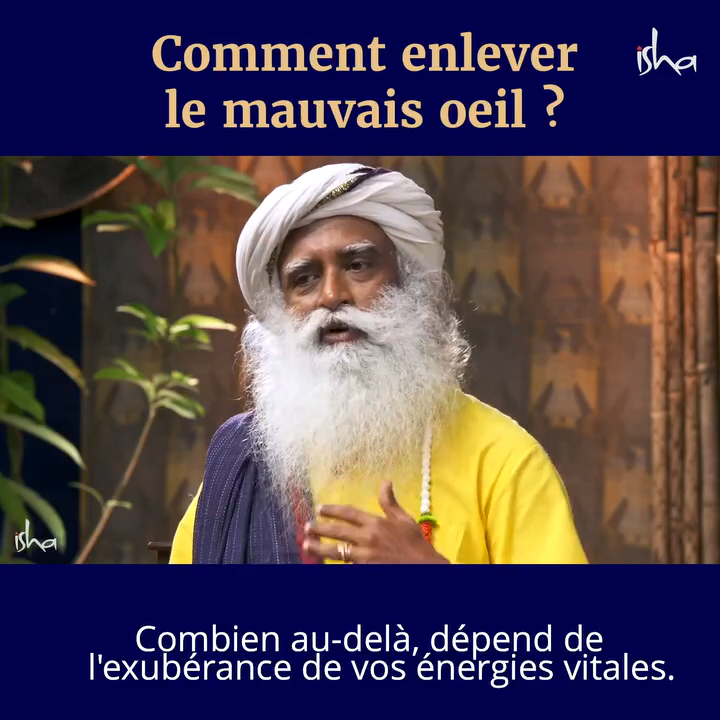 Comment enlever
isha
le mauvais oeil ?
isha
Combien au-delà, dépend de
l'exubérance de vos énergies vitales.